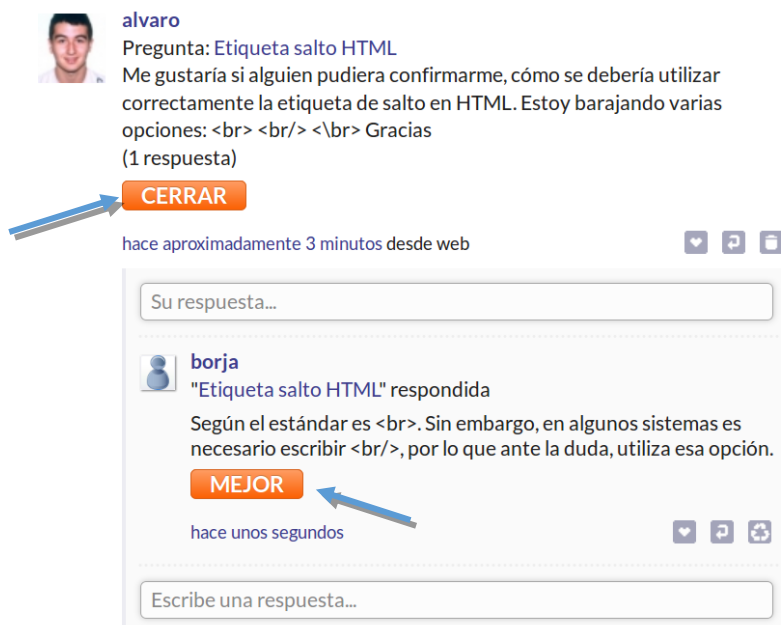 alvaro
Pregunta: Etiqueta salto HTML
Me gustaría si alguien pudiera confirmarme, cómo se debería utilizar
correctamente la etiqueta de salto en HTML. Estoy barajando varias
opciones: <br> <br/> <\br> Gracias
(1 respuesta)
CERRAR
hace aproximadamente 3 minutos desde web
Su respuesta...
borja
"Etiqueta salto HTML" respondida
Según el estándar es <br>. Sin embargo, en algunos sistemas es
necesario escribir <br/>, por lo que ante la duda, utiliza esa opción.
MEJOR
hace unos segundos
Escribe una respuesta...